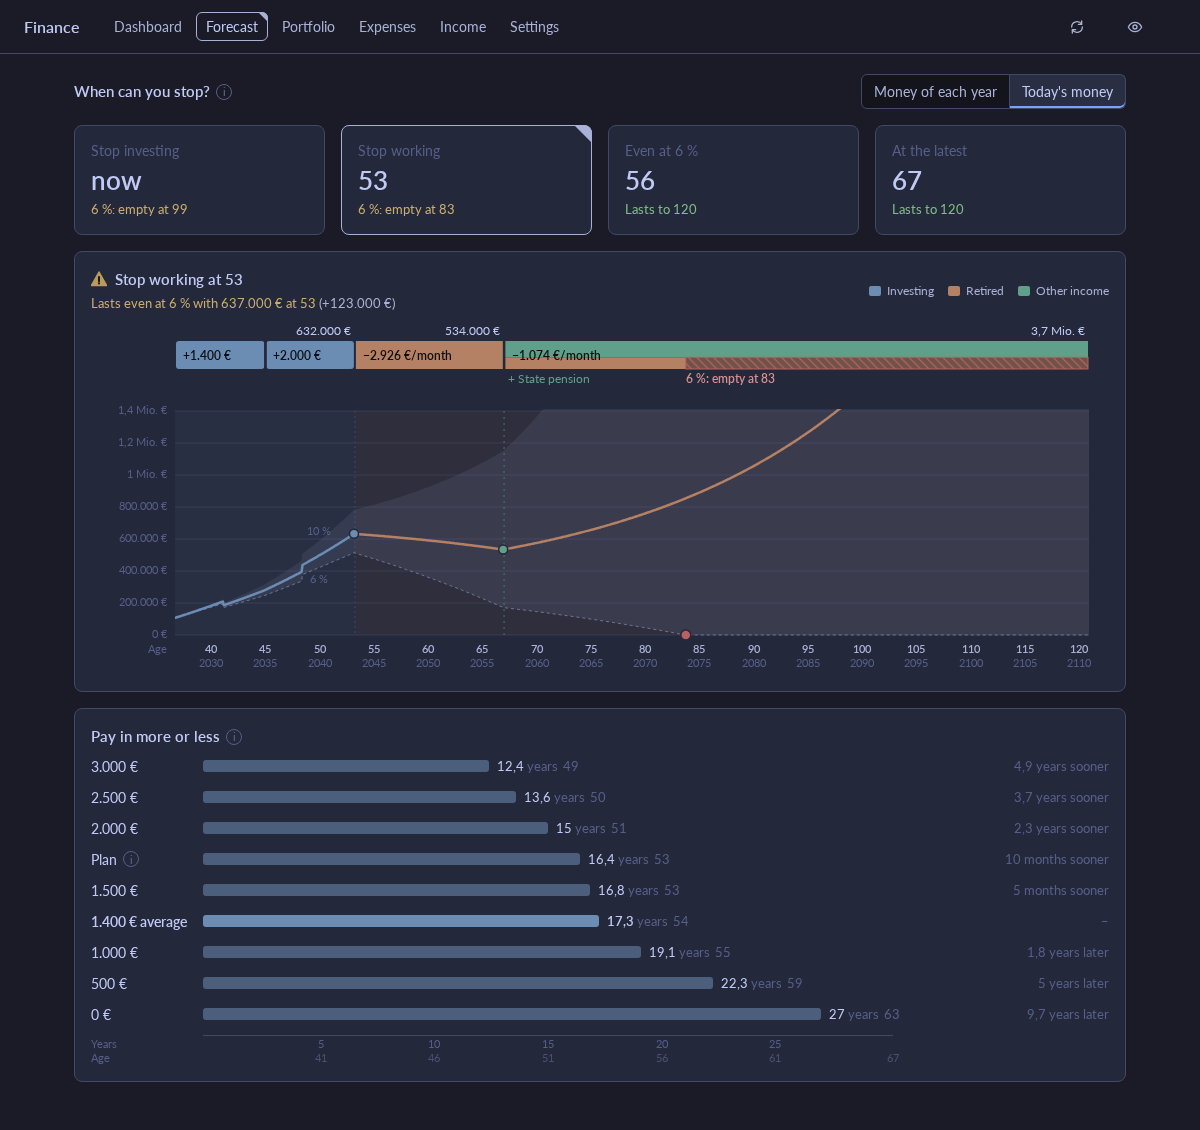 Finance Dashboard Forecast Portfolio Expenses Income Settings
When can you stop? i
Money of each year Today's money
Stop investing
now
6 %: empty at 99
Stop working
53
6 %: empty at 83
Even at 6 %
56
Lasts to 120
At the latest
67
Lasts to 120
Stop working at 53
Lasts even at 6 % with 637.000 € at 53 (+123.000 €)
Investing Retired Other income
632.000 € 534.000 € 3,7 Mio. €
+1.400 € +2.000 € −2.926 €/month −1.074 €/month
+ State pension 6 %: empty at 83
1,4 Mio. €
1,2 Mio. €
1 Mio. €
800.000 €
600.000 €
400.000 €
200.000 €
0 €
10 %
6 %
Age 40 45 50 55 60 65 70 75 80 85 90 95 100 105 110 115 120
2030 2035 2040 2045 2050 2055 2060 2065 2070 2075 2080 2085 2090 2095 2100 2105 2110
Pay in more or less i
3.000 € 12,4 years 49 4,9 years sooner
2.500 € 13,6 years 50 3,7 years sooner
2.000 € 15 years 51 2,3 years sooner
Plan i 16,4 years 53 10 months sooner
1.500 € 16,8 years 53 5 months sooner
1.400 € average 17,3 years 54 –
1.000 € 19,1 years 55 1,8 years later
500 € 22,3 years 59 5 years later
0 € 27 years 63 9,7 years later
Years 5 10 15 20 25
Age 41 46 51 56 61 67